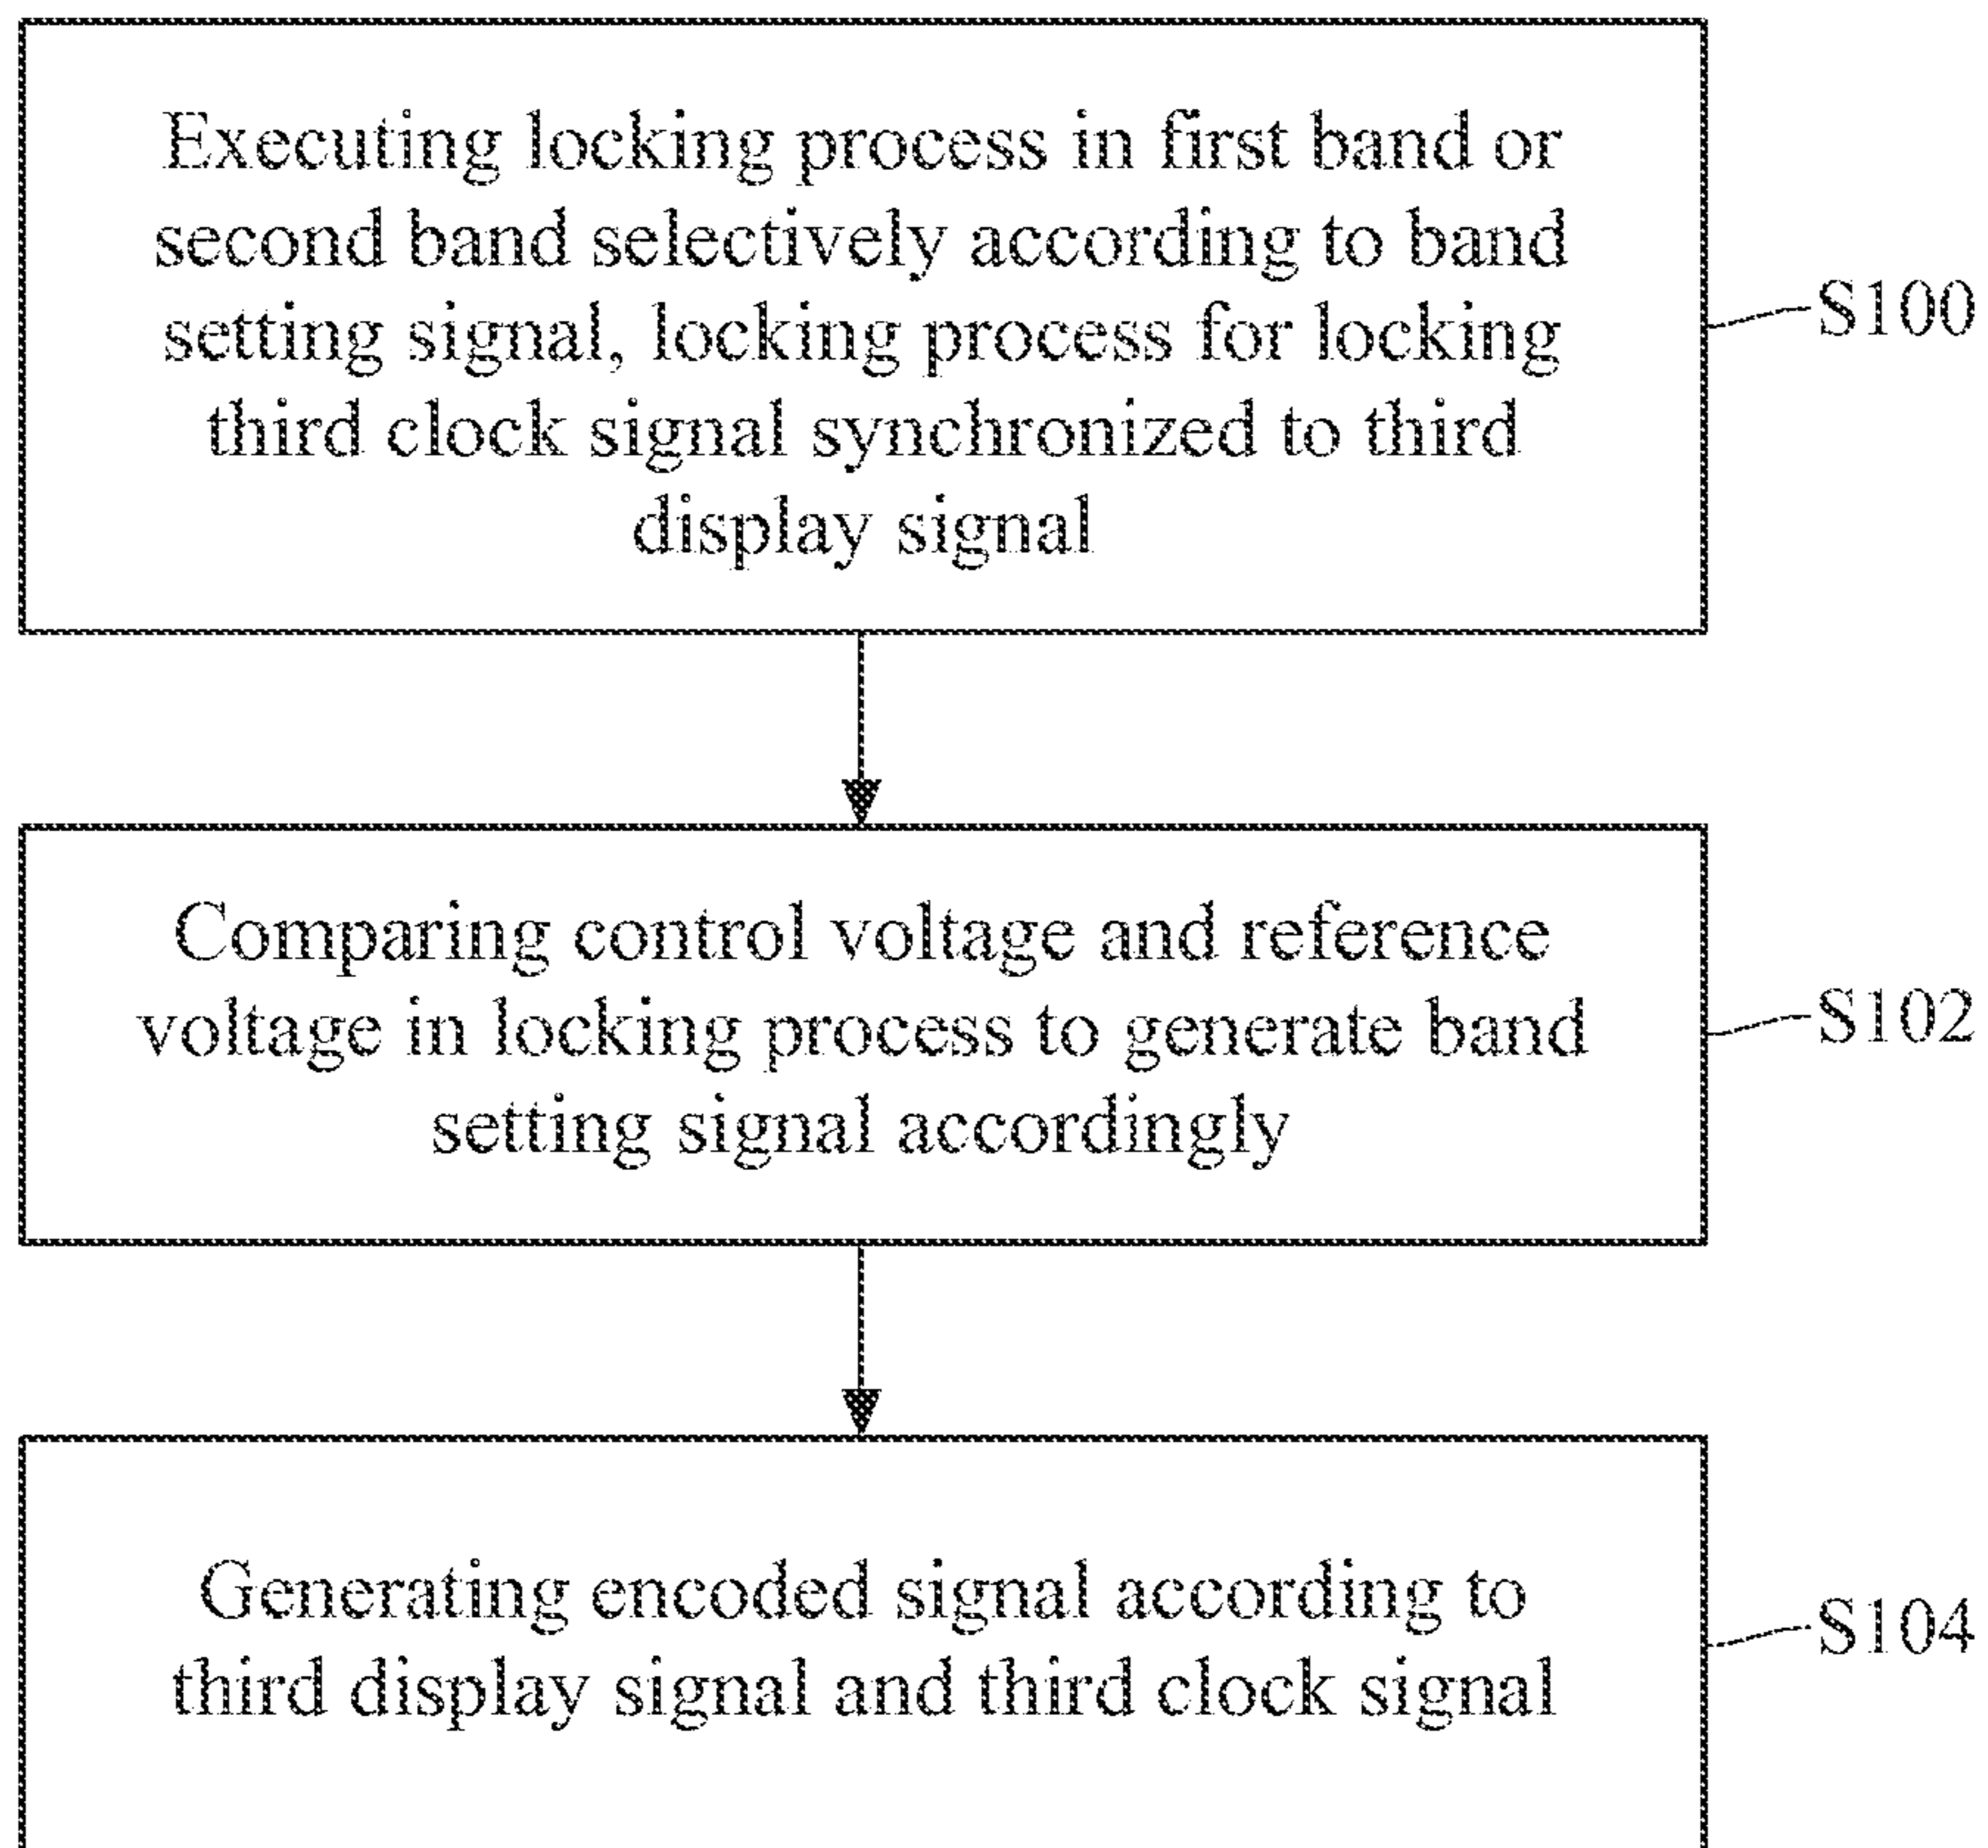 Executing locking process in first band or
second band selectively according to band
setting signal, locking process for locking
third clock signal synchronized to third
display signal
S100
Comparing control voltage and reference
voltage in locking process to generate band
setting signal accordingly
S102
Generating encoded signal according to
third display signal and third clock signal
S104